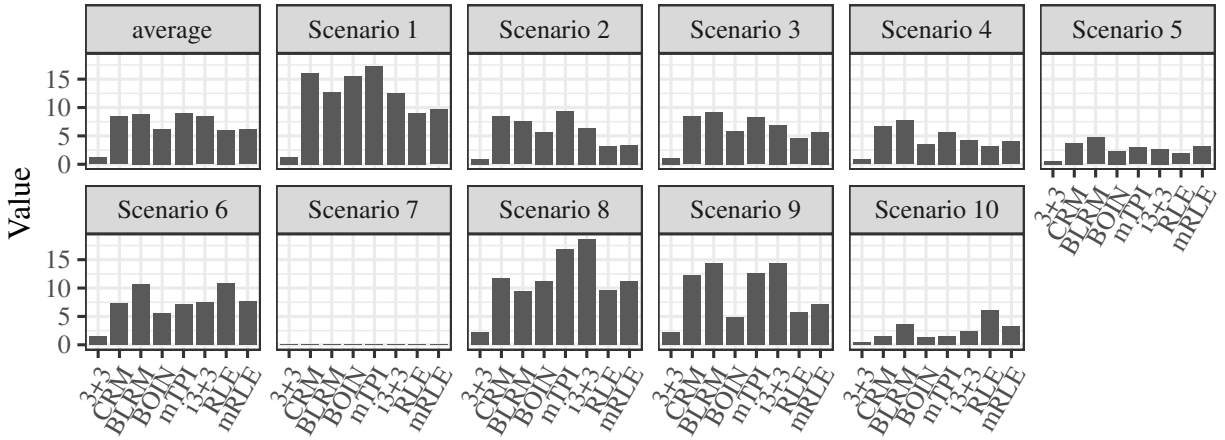 average Scenario 1 Scenario 2 Scenario 3 Scenario 4 Scenario 5
15
10
5
0
Value
3+3 CRM BLRM BOIN mTPI i3+3 RLE mRLE
Scenario 6 Scenario 7 Scenario 8 Scenario 9 Scenario 10
15
10
5
0
3+3 CRM BLRM BOIN mTPI i3+3 RLE mRLE 3+3 CRM BLRM BOIN mTPI i3+3 RLE mRLE 3+3 CRM BLRM BOIN mTPI i3+3 RLE mRLE 3+3 CRM BLRM BOIN mTPI i3+3 RLE mRLE 3+3 CRM BLRM BOIN mTPI i3+3 RLE mRLE